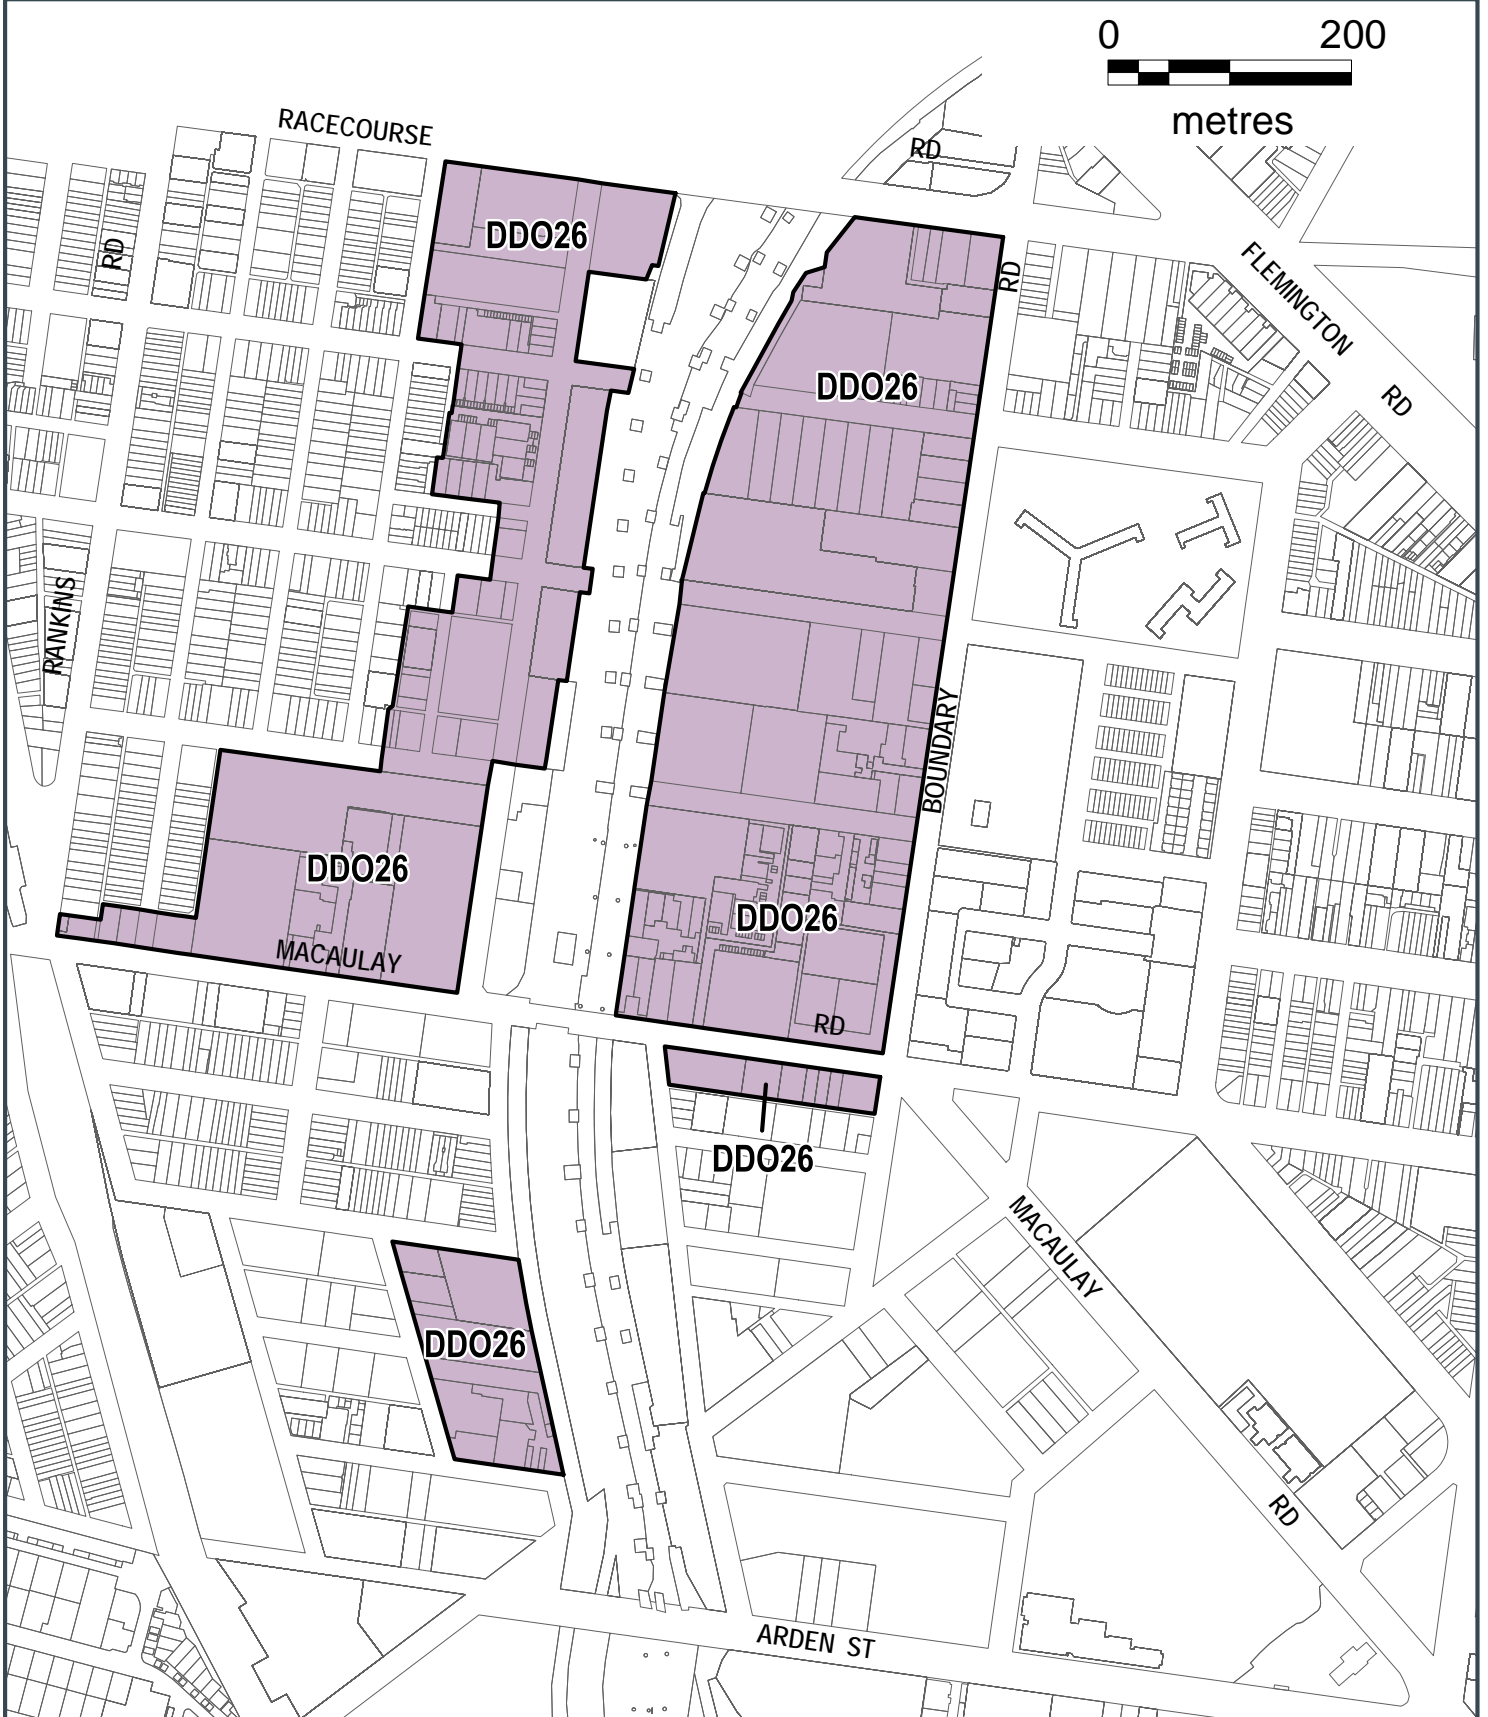 0 200
metres
RACECOURSE
RD
RD
DDO26
RD
FLEMINGTON
RD
DDO26
RANKINS
BOUNDARY
DDO26
DDO26
MACAULAY
RD
DDO26
MACAULAY
DDO26
RD
ARDEN ST